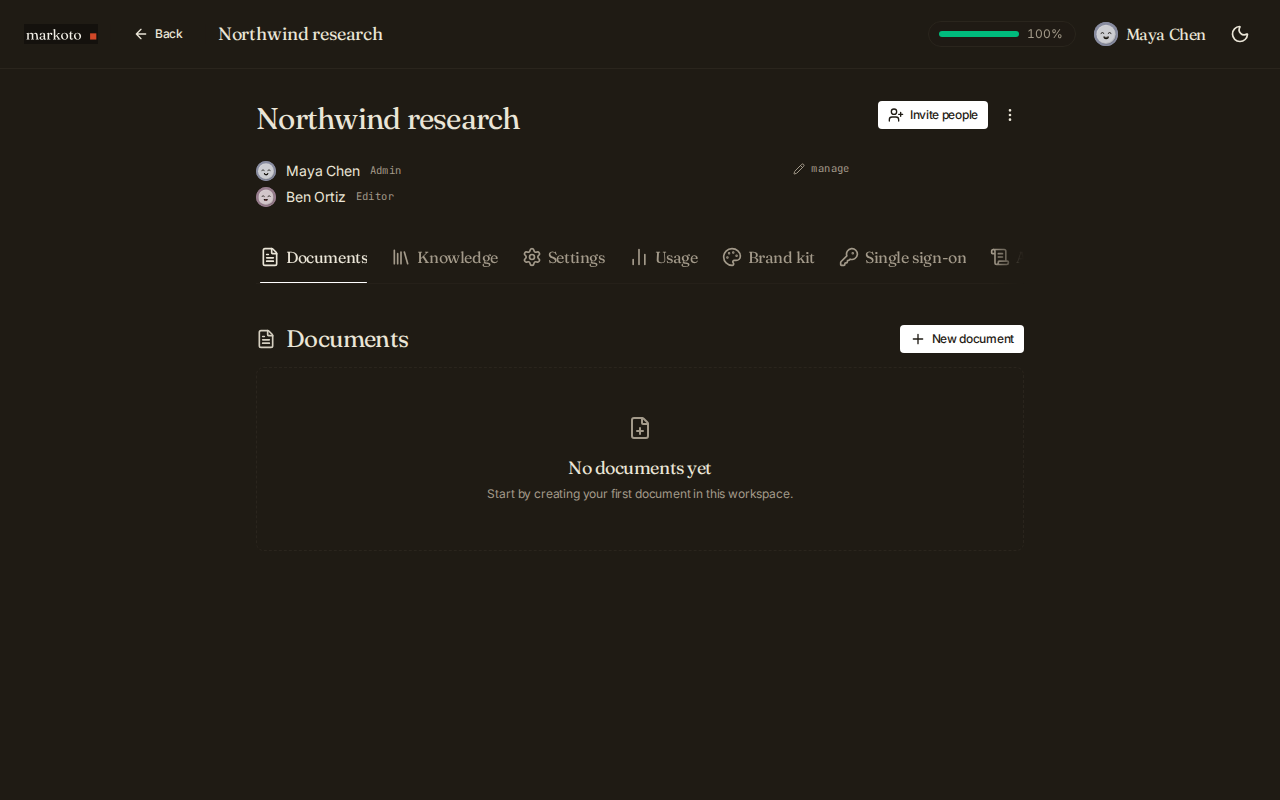 markoto
Back
Northwind research
100%
Maya Chen
Northwind research
Invite people
Maya Chen Admin
manage
Ben Ortiz Editor
Documents Knowledge Settings Usage Brand kit Single sign-on
Documents
New document
No documents yet
Start by creating your first document in this workspace.